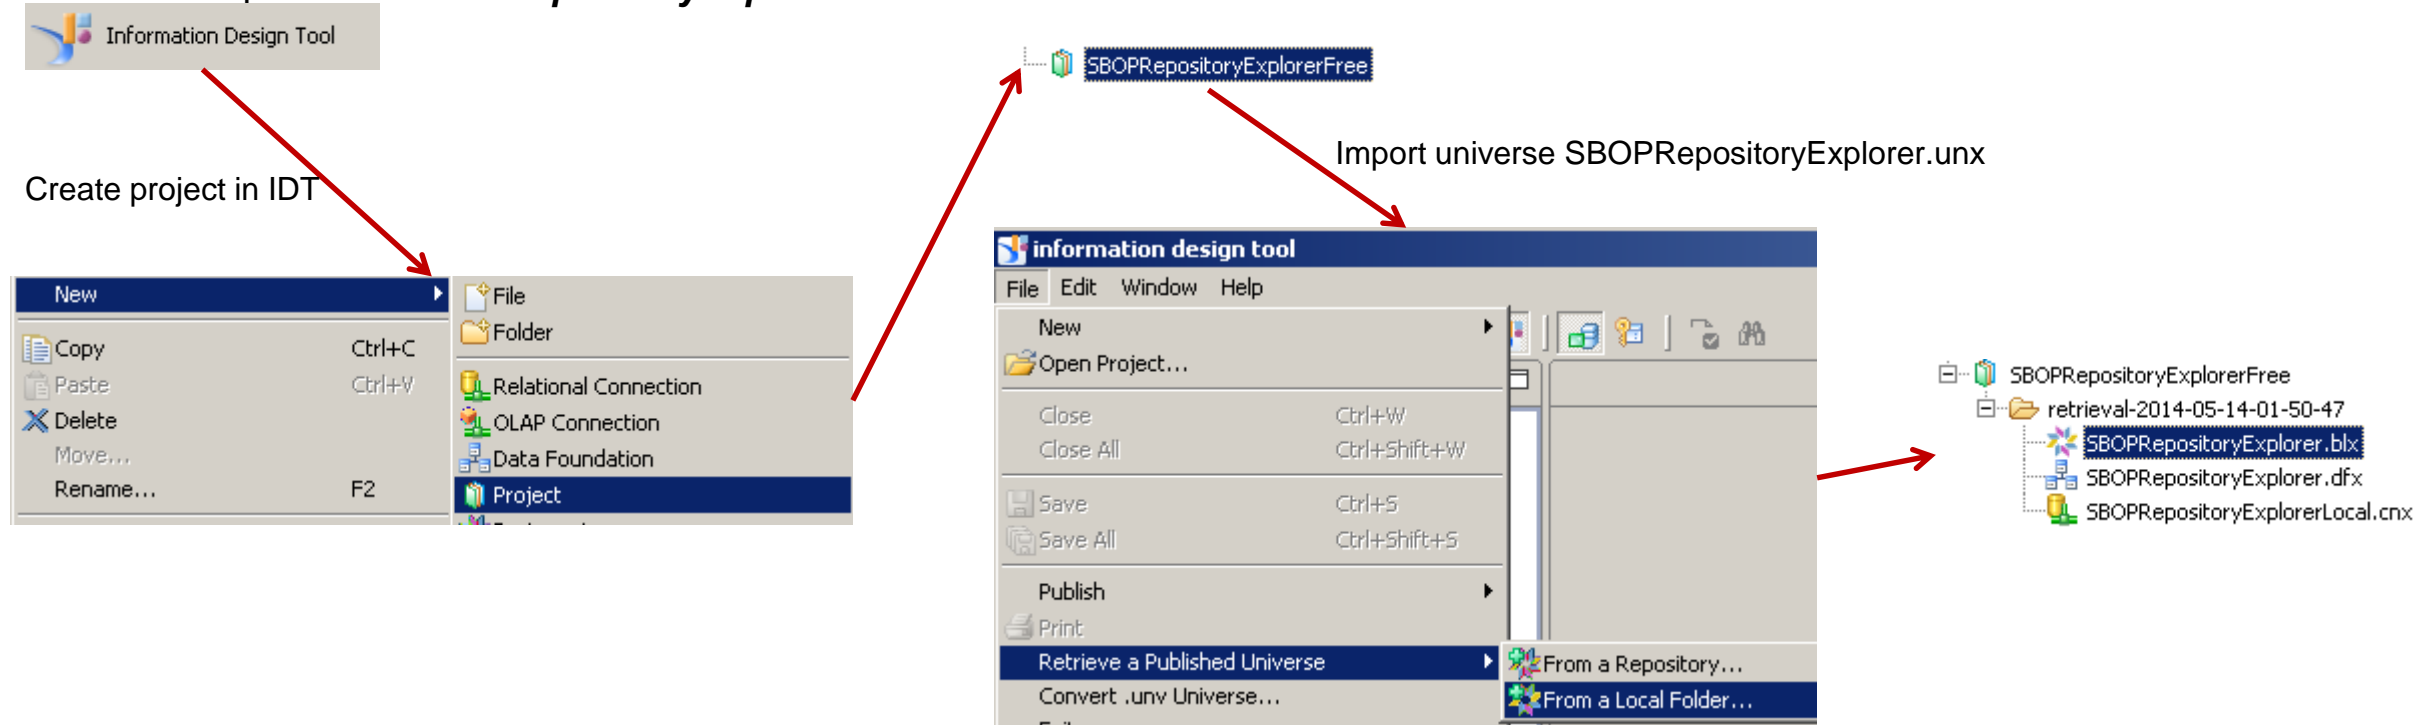 Information Design Tool
Create project in IDT
New
Copy Ctrl+C
Paste Ctrl+V
Delete
Move...
Rename... F2
File
Folder
Relational Connection
OLAP Connection
Data Foundation
Project
SBOPRepositoryExplorerFree
Import universe SBOPRepositoryExplorer.unx
information design tool
File Edit Window Help
New
Open Project...
Close Ctrl+W
Close All Ctrl+Shift+W
Save Ctrl+S
Save All Ctrl+Shift+S
Publish
Print
Retrieve a Published Universe
Convert .unv Universe...
From a Repository...
From a Local Folder...
SBOPRepositoryExplorerFree
retrieval-2014-05-14-01-50-47
SBOPRepositoryExplorer.blx
SBOPRepositoryExplorer.dfx
SBOPRepositoryExplorerLocal.cnx